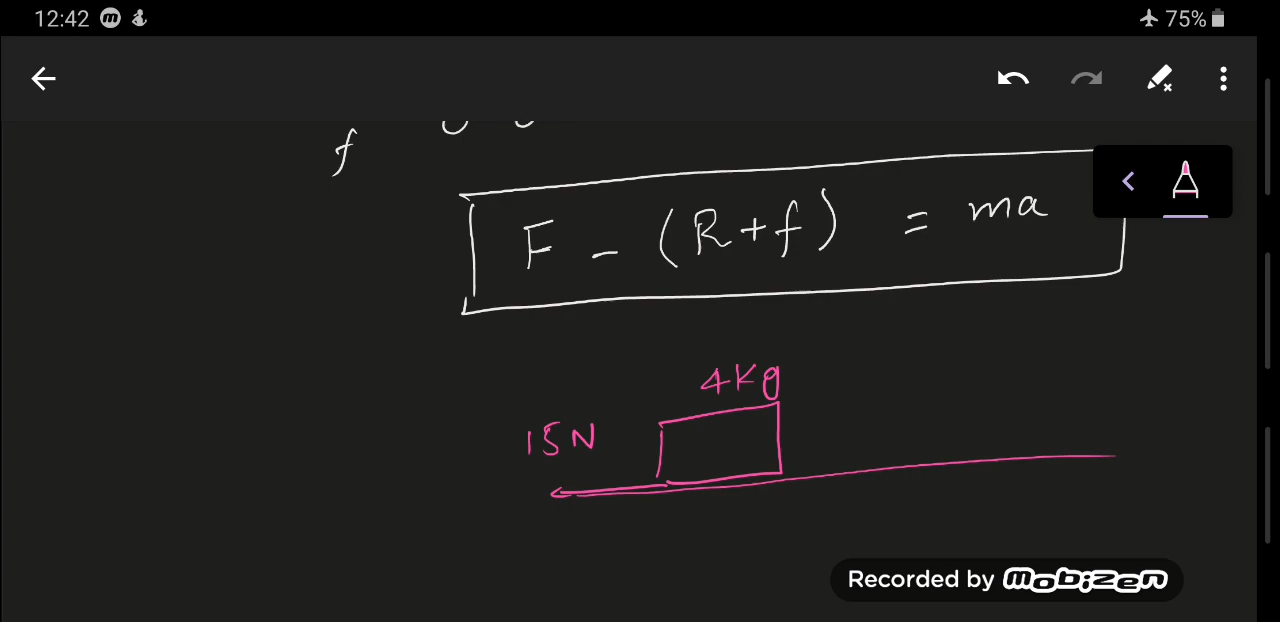 12:42
75%
f
F - (R+f) = ma
4Kg
15N
Recorded by mobizen